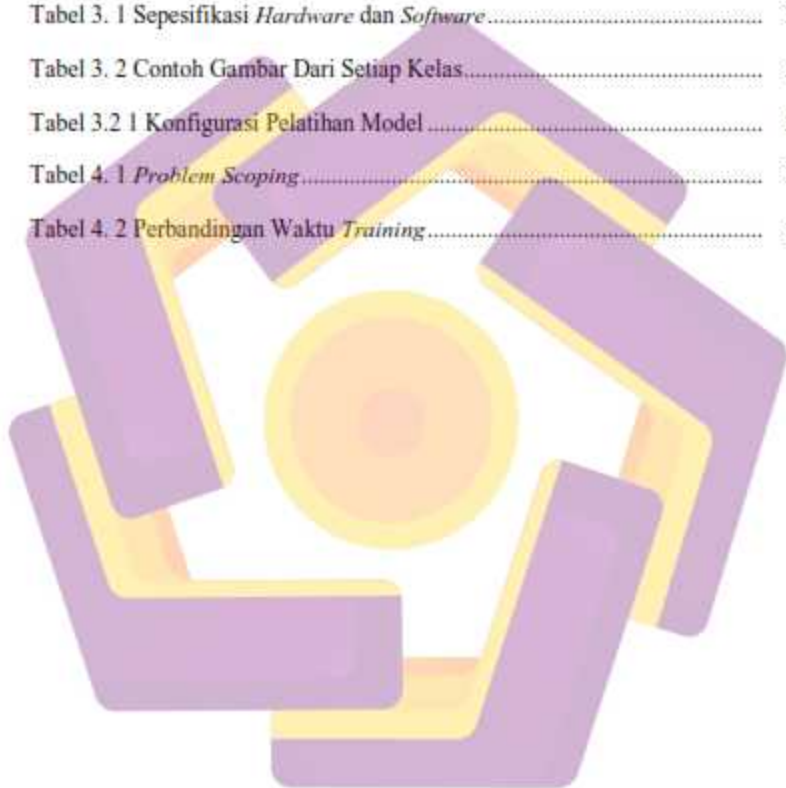 Tabel 3. 1 Sepesifikasi Hardware dan Software..........................................
Tabel 3. 2 Contoh Gambar Dari Setiap Kelas..............................................
Tabel 3.2 1 Konfigurasi Pelatihan Model....................................................
Tabel 4. 1 Problem Scoping.......................................................................
Tabel 4. 2 Perbandingan Waktu Training....................................................